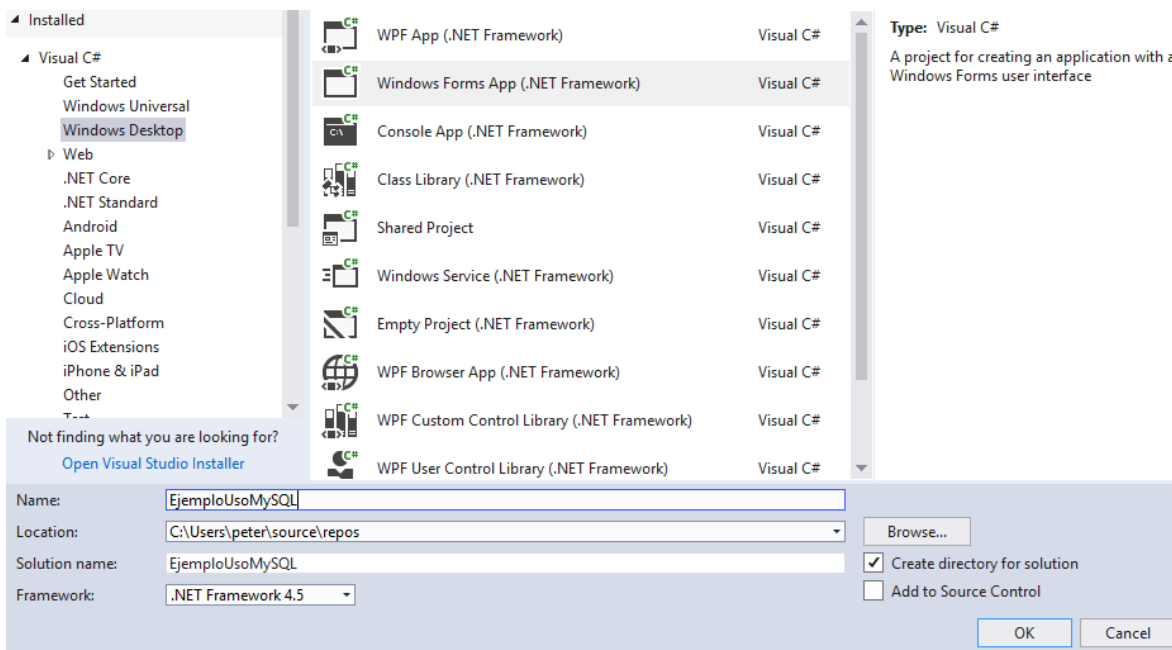 Installed
Visual C#
Get Started
Windows Universal
Windows Desktop
Web
.NET Core
.NET Standard
Android
Apple TV
Apple Watch
Cloud
Cross-Platform
iOS Extensions
iPhone & iPad
Other
Test
Not finding what you are looking for?
Open Visual Studio Installer
WPF App (.NET Framework) Visual C#
Windows Forms App (.NET Framework) Visual C#
Console App (.NET Framework) Visual C#
Class Library (.NET Framework) Visual C#
Shared Project Visual C#
Windows Service (.NET Framework) Visual C#
Empty Project (.NET Framework) Visual C#
WPF Browser App (.NET Framework) Visual C#
WPF Custom Control Library (.NET Framework) Visual C#
WPF User Control Library (.NET Framework) Visual C#
Type: Visual C#
A project for creating an application with a
Windows Forms user interface
Name: EjemploUsoMySQL
Location: C:\Users\peter\source\repos Browse...
Solution name: EjemploUsoMySQL Create directory for solution
Framework: .NET Framework 4.5 Add to Source Control
OK Cancel